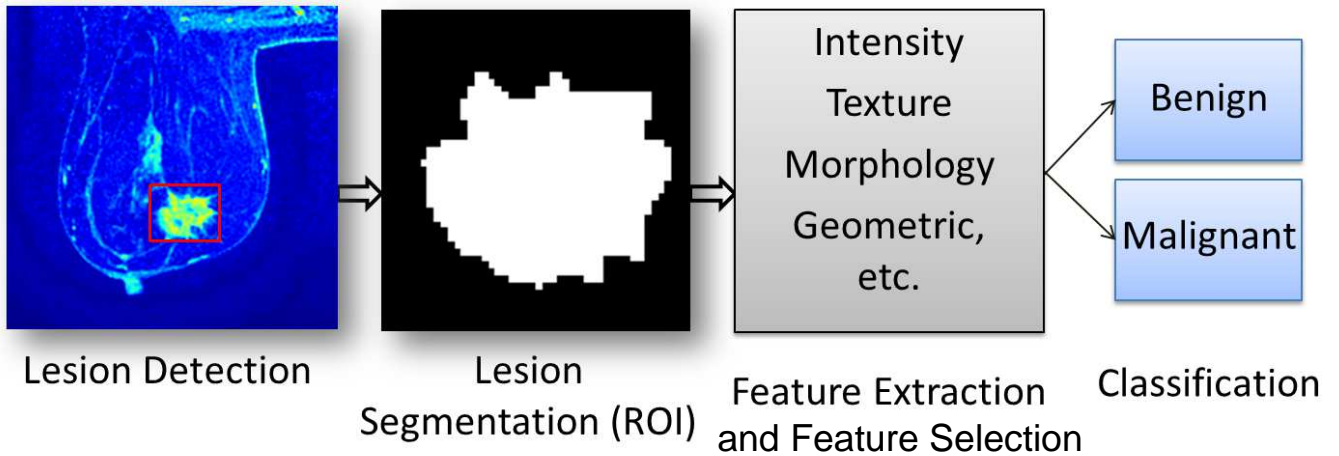 Intensity
Texture
Morphology
Geometric,
etc.
Benign
Malignant
Lesion Detection
Lesion
Segmentation (ROI)
Feature Extraction
and Feature Selection
Classification